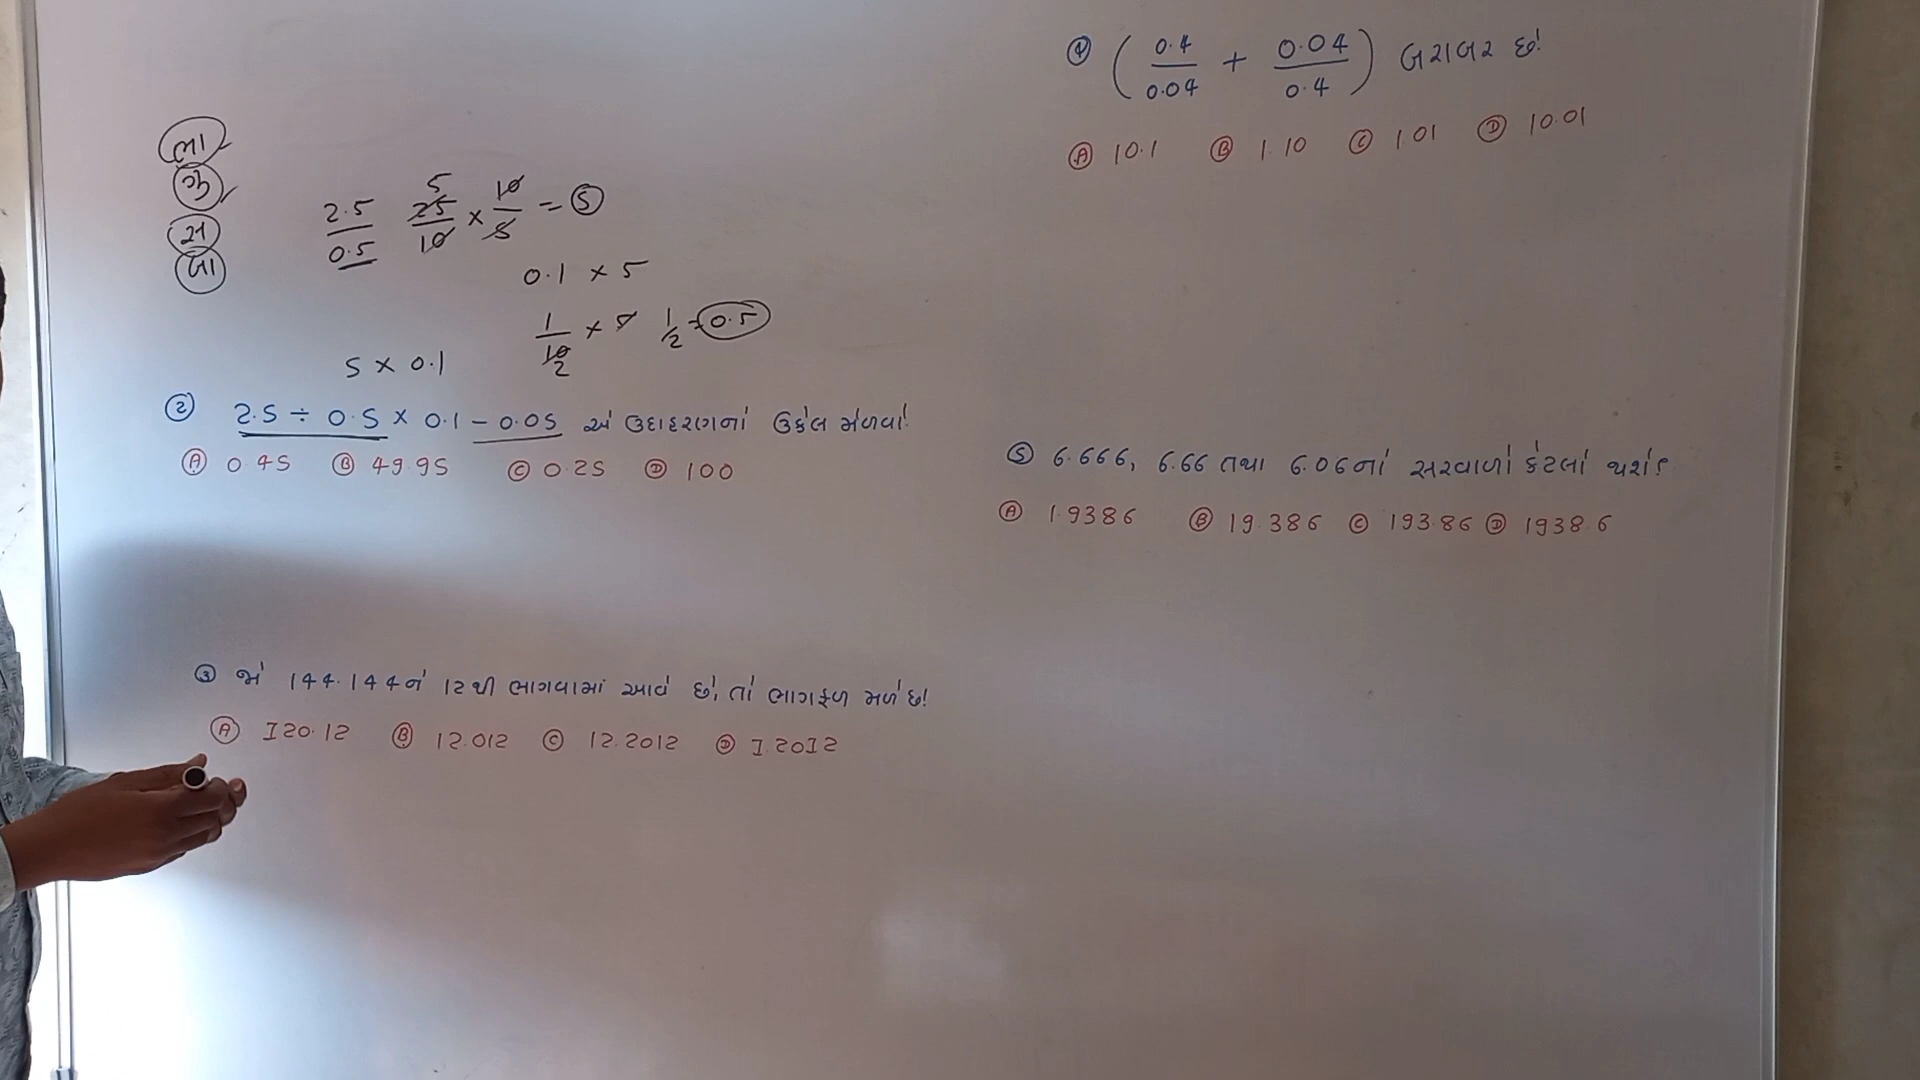 લા
ગુ
સ
બા
2.5 / 0.5
25/10 × 10/5 = 5
5
0.1 × 5
1/10 × 5 1/2 = 0.5
2
5 × 0.1
② 2.5 ÷ 0.5 × 0.1 - 0.05 એ ઉદાહરણનો ઉકેલ મેળવો.
Ⓐ 0.45 Ⓑ 49.95 Ⓒ 0.25 Ⓓ 100
③ જો 144.144ને 12થી ભાગવામાં આવે છે, તો ભાગફળ મળે છે!
Ⓐ 120.12 Ⓑ 12.012 Ⓒ 12.2012 Ⓓ 1.2012
④ (0.4/0.04 + 0.04/0.4) બરાબર છે!
Ⓐ 10.1 Ⓑ 1.10 Ⓒ 1.01 Ⓓ 10.01
⑤ 6.666, 6.66 તથા 6.06નો સરવાળો કેટલો થશે?
Ⓐ 1.9386 Ⓑ 19.386 Ⓒ 193.86 Ⓓ 1938.6